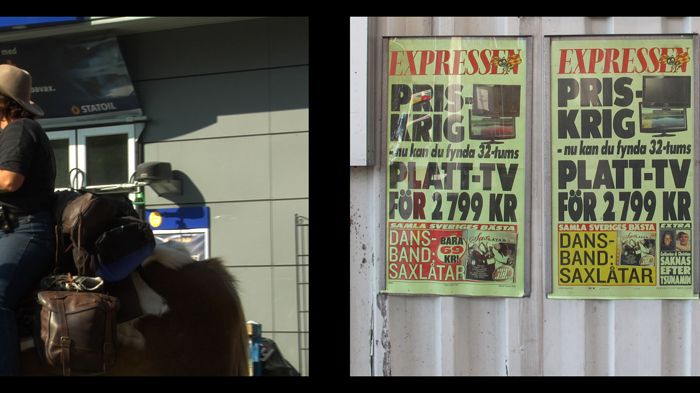 med
STATOIL
EXPRESSEN
PRIS-
KRIG
- nu kan du fynda 32-tums
PLATT-TV
FÖR 2 799 KR
SAMLA SVERIGES BÄSTA
DANS-
BAND:
SAXLÅTAR
BARA
69
KR!
EXPRESSEN
PRIS-
KRIG
- nu kan du fynda 32-tums
PLATT-TV
FÖR 2 799 KR
SAMLA SVERIGES BÄSTA
DANS-
BAND:
SAXLÅTAR
EXTRA
SAKNAS
EFTER
TSUNAMIN